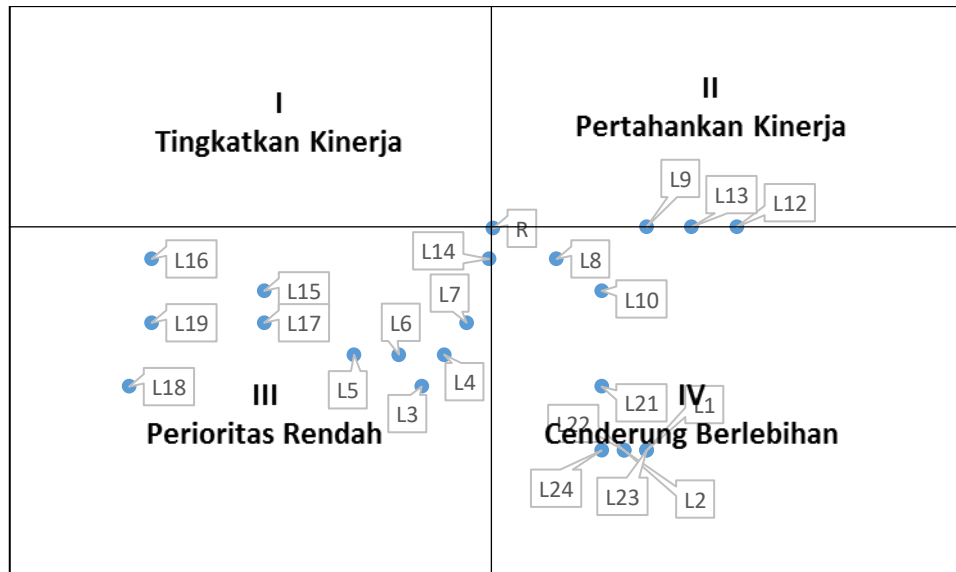 I
Tingkatkan Kinerja
II
Pertahankan Kinerja
L9
L13
L12
R
L14
L8
L16
L15
L10
L7
L19
L17
L6
L18
L5
L4
L3
L21
L22
L1
III
Perioritas Rendah
IV
Cenderung Berlebihan
L24
L23
L2